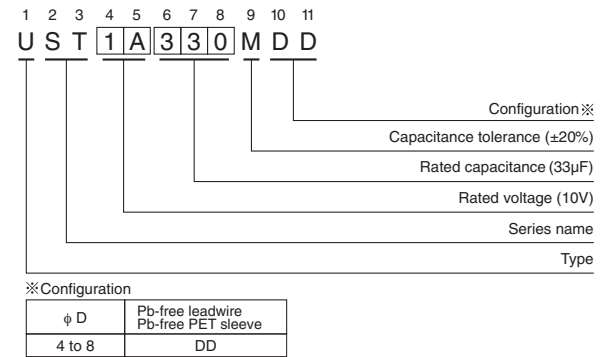 1 2 3 4 5 6 7 8 9 10 11
U S T 1 A 3 3 0 M D D
Configuration※
Capacitance tolerance (±20%)
Rated capacitance (33µF)
Rated voltage (10V)
Series name
Type
※Configuration
ϕ D
Pb-free leadwire
Pb-free PET sleeve
4 to 8 DD